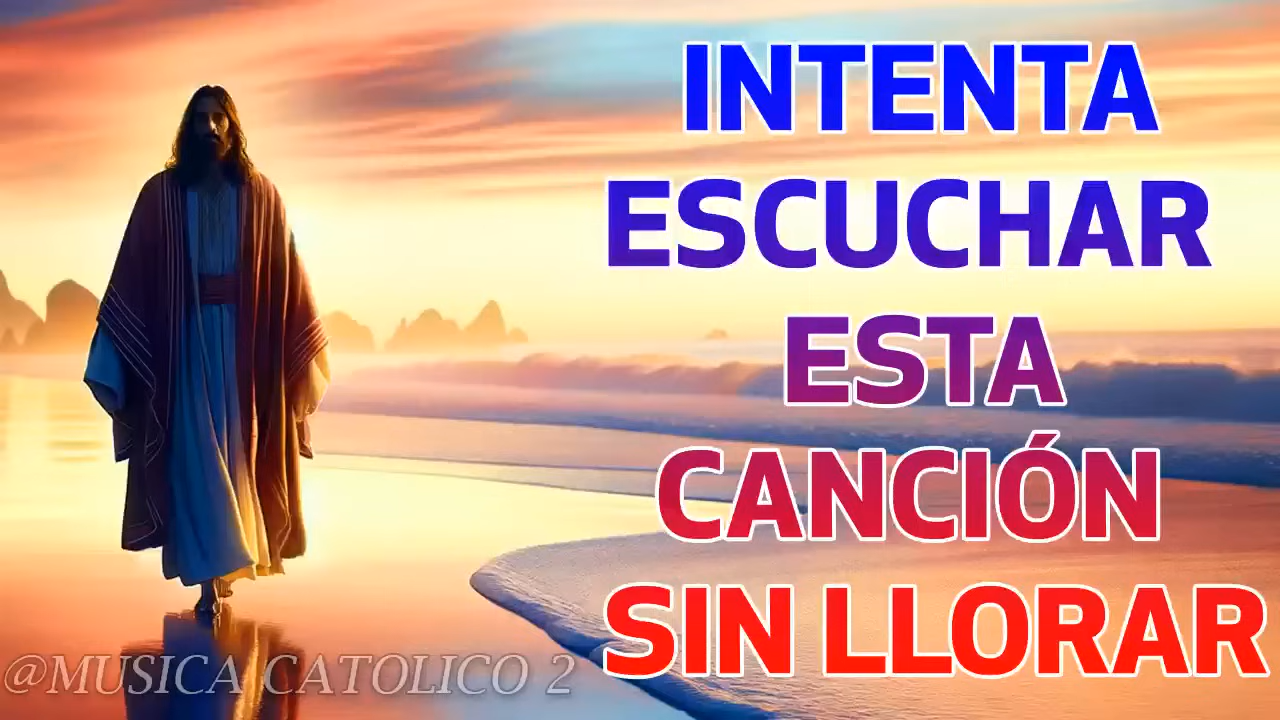 INTENTA
ESCUCHAR
ESTA
CANCIÓN
SIN LLORAR
@MUSICA CATOLICO 2